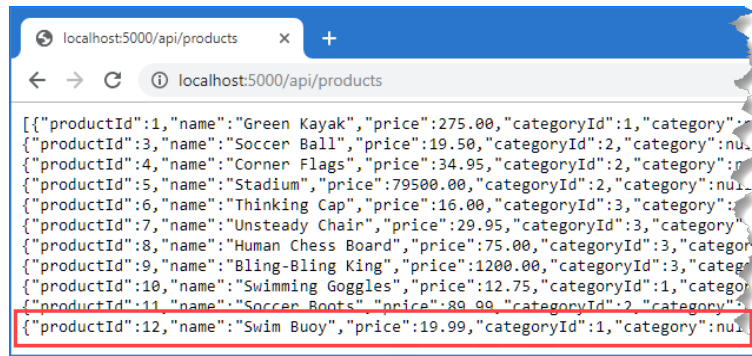 localhost:5000/api/products
localhost:5000/api/products
[{"productId":1,"name":"Green Kayak","price":275.00,"categoryId":1,"category":
{"productId":3,"name":"Soccer Ball","price":19.50,"categoryId":2,"category":nul
{"productId":4,"name":"Corner Flags","price":34.95,"categoryId":2,"category":
{"productId":5,"name":"Stadium","price":79500.00,"categoryId":2,"category":nul
{"productId":6,"name":"Thinking Cap","price":16.00,"categoryId":3,"category":
{"productId":7,"name":"Unsteady Chair","price":29.95,"categoryId":3,"category
{"productId":8,"name":"Human Chess Board","price":75.00,"categoryId":3,"categor
{"productId":9,"name":"Bling-Bling King","price":1200.00,"categoryId":3,"categ
{"productId":10,"name":"Swimming Goggles","price":12.75,"categoryId":1,"categor
{"productId":11,"name":"Soccer Boots","price":89.99,"categoryId":2,"category":
{"productId":12,"name":"Swim Buoy","price":19.99,"categoryId":1,"category":nul